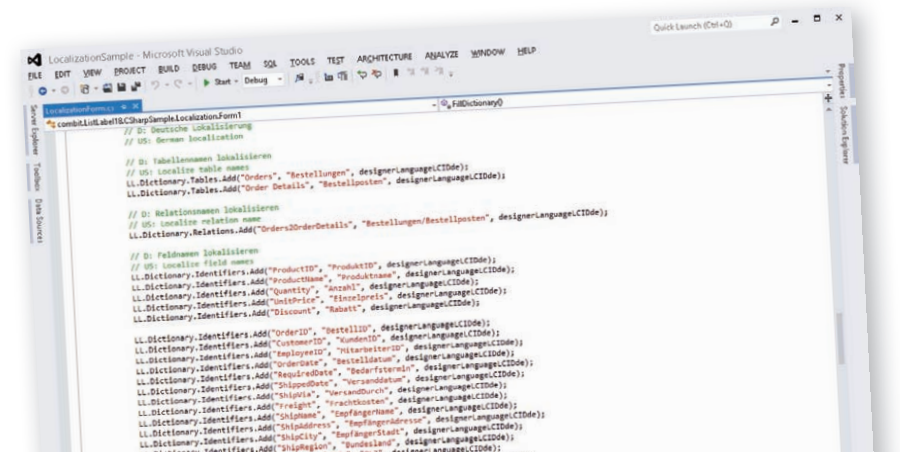 Quick Launch (Ctrl+Q)
LocalizationSample - Microsoft Visual Studio
FILE EDIT VIEW PROJECT BUILD DEBUG TEAM SQL TOOLS TEST ARCHITECTURE ANALYZE WINDOW HELP
Start Debug
LocalizationForm.cs
FillDictionary()
combit.ListLabel18.CSharpSample.Localization.Form1
Server Explorer Toolbox Data Sources
Properties Solution Explorer
// D: Deutsche Lokalisierung
// US: German localization
// D: Tabellennamen lokalisieren
// US: Localize table names
LL.Dictionary.Tables.Add("Orders", "Bestellungen", designerLanguageLCIDde);
LL.Dictionary.Tables.Add("Order Details", "Bestellposten", designerLanguageLCIDde);
// D: Relationsnamen lokalisieren
// US: Localize relation name
LL.Dictionary.Relations.Add("Orders2OrderDetails", "Bestellungen/Bestellposten", designerLanguageLCIDde);
// D: Feldnamen lokalisieren
// US: Localize field names
LL.Dictionary.Identifiers.Add("ProductID", "ProduktID", designerLanguageLCIDde);
LL.Dictionary.Identifiers.Add("ProductName", "Produktname", designerLanguageLCIDde);
LL.Dictionary.Identifiers.Add("Quantity", "Anzahl", designerLanguageLCIDde);
LL.Dictionary.Identifiers.Add("UnitPrice", "Einzelpreis", designerLanguageLCIDde);
LL.Dictionary.Identifiers.Add("Discount", "Rabatt", designerLanguageLCIDde);
LL.Dictionary.Identifiers.Add("OrderID", "BestellID", designerLanguageLCIDde);
LL.Dictionary.Identifiers.Add("CustomerID", "KundenID", designerLanguageLCIDde);
LL.Dictionary.Identifiers.Add("EmployeeID", "MitarbeiterID", designerLanguageLCIDde);
LL.Dictionary.Identifiers.Add("OrderDate", "Bestelldatum", designerLanguageLCIDde);
LL.Dictionary.Identifiers.Add("RequiredDate", "Bedarfstermin", designerLanguageLCIDde);
LL.Dictionary.Identifiers.Add("ShippedDate", "Versanddatum", designerLanguageLCIDde);
LL.Dictionary.Identifiers.Add("ShipVia", "VersandDurch", designerLanguageLCIDde);
LL.Dictionary.Identifiers.Add("Freight", "Frachtkosten", designerLanguageLCIDde);
LL.Dictionary.Identifiers.Add("ShipName", "EmpfängerName", designerLanguageLCIDde);
LL.Dictionary.Identifiers.Add("ShipAddress", "EmpfängerAdresse", designerLanguageLCIDde);
LL.Dictionary.Identifiers.Add("ShipCity", "EmpfängerStadt", designerLanguageLCIDde);
LL.Dictionary.Identifiers.Add("ShipRegion", "Bundesland", designerLanguageLCIDde);
designerLanguageLCIDde);